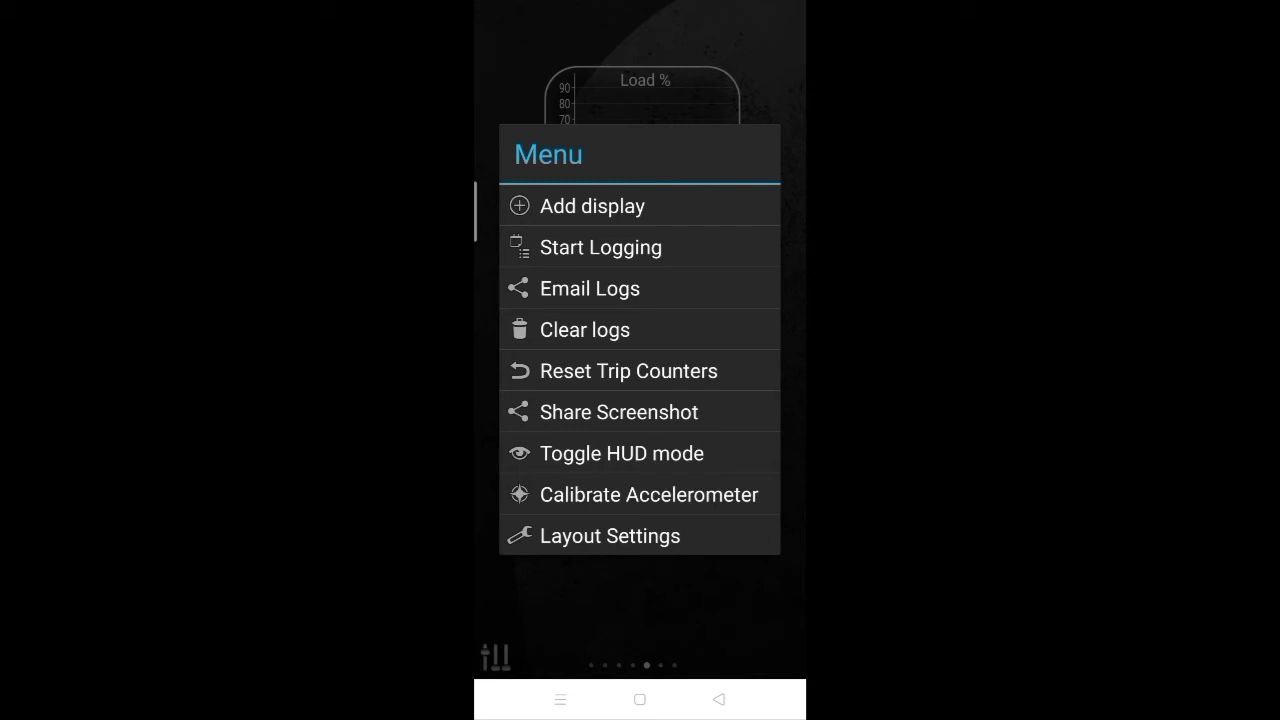 Load %
90
80
70
Menu
Add display
Start Logging
Email Logs
Clear logs
Reset Trip Counters
Share Screenshot
Toggle HUD mode
Calibrate Accelerometer
Layout Settings